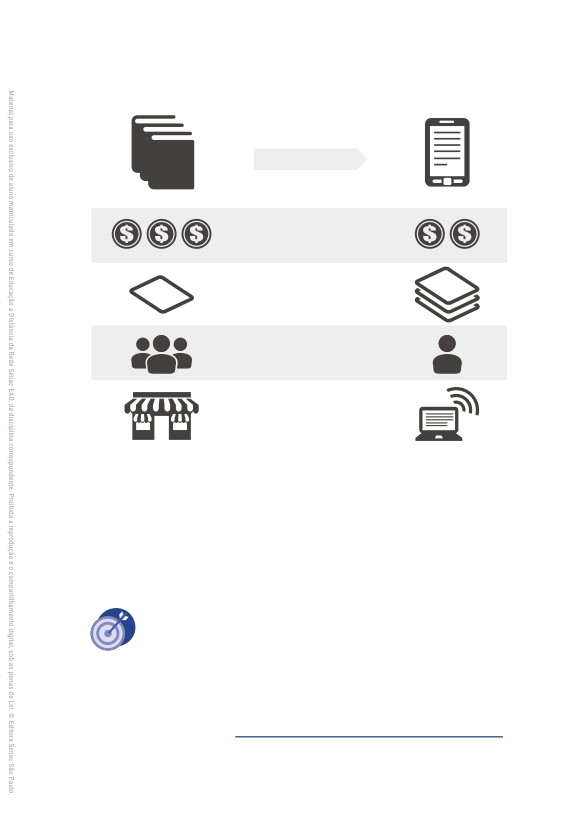 Material para uso exclusivo de aluno matriculado em curso de Educação a Distância da Rede Senac EAD, da disciplina correspondente. Proibida a reprodução e o compartilhamento digital, sob as penas da Lei. © Editora Senac São Paulo.